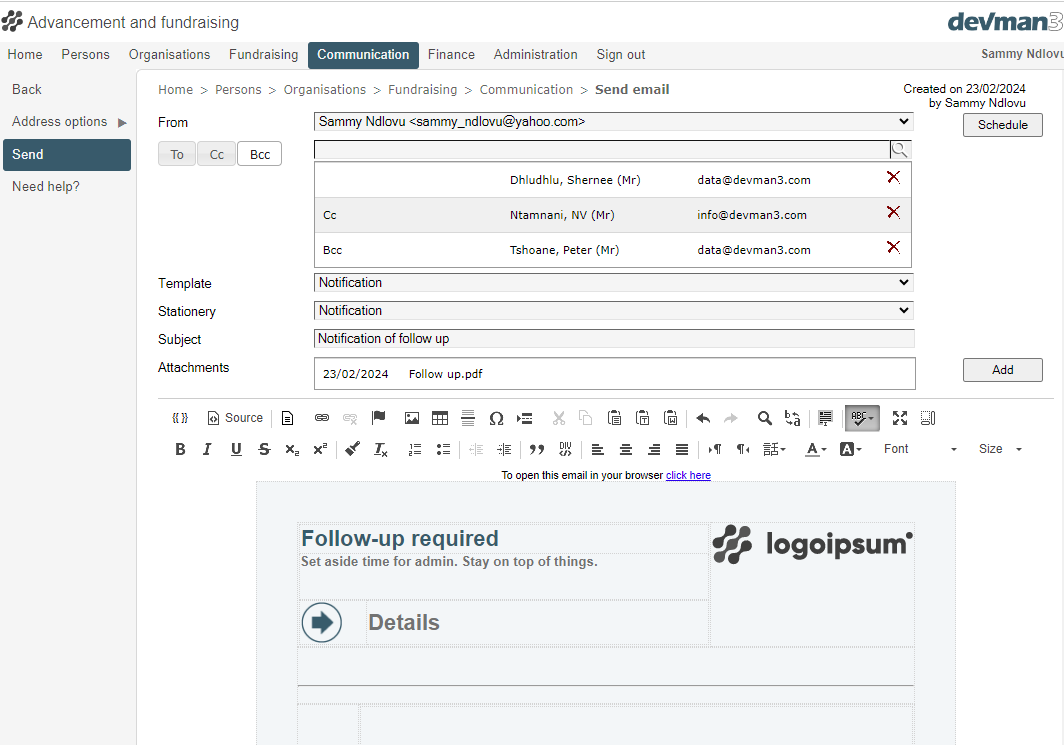 Advancement and fundraising
devman3
Home Persons Organisations Fundraising Communication Finance Administration Sign out Sammy Ndlovu
Back
Address options
Send
Need help?
Home > Persons > Organisations > Fundraising > Communication > Send email
Created on 23/02/2024
by Sammy Ndlovu
Schedule
From Sammy Ndlovu <sammy_ndlovu@yahoo.com>
To Cc Bcc
Dhludhlu, Shernee (Mr) data@devman3.com
Cc Ntamnani, NV (Mr) info@devman3.com
Bcc Tshoane, Peter (Mr) data@devman3.com
Template Notification
Stationery Notification
Subject Notification of follow up
Attachments 23/02/2024 Follow up.pdf Add
Source
Font Size
To open this email in your browser click here
Follow-up required
Set aside time for admin. Stay on top of things.
logoipsum
Details